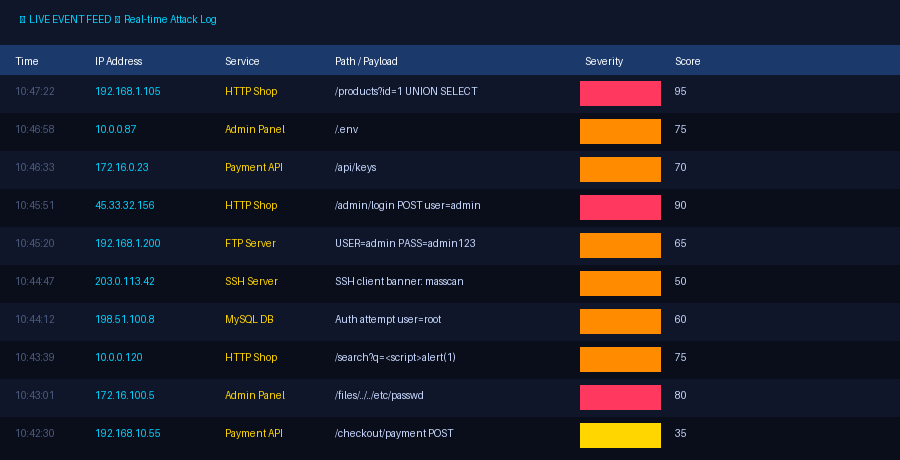 LIVE EVENT FEED Real-time Attack Log
Time IP Address Service Path / Payload Severity Score
10:47:22 192.168.1.105 HTTP Shop /products?id=1 UNION SELECT 95
10:46:58 10.0.0.87 Admin Panel /.env 75
10:46:33 172.16.0.23 Payment API /api/keys 70
10:45:51 45.33.32.156 HTTP Shop /admin/login POST user=admin 90
10:45:20 192.168.1.200 FTP Server USER=admin PASS=admin123 65
10:44:47 203.0.113.42 SSH Server SSH client banner: masscan 50
10:44:12 198.51.100.8 MySQL DB Auth attempt user=root 60
10:43:39 10.0.0.120 HTTP Shop /search?q=<script>alert(1) 75
10:43:01 172.16.100.5 Admin Panel /files/../../etc/passwd 80
10:42:30 192.168.10.55 Payment API /checkout/payment POST 35